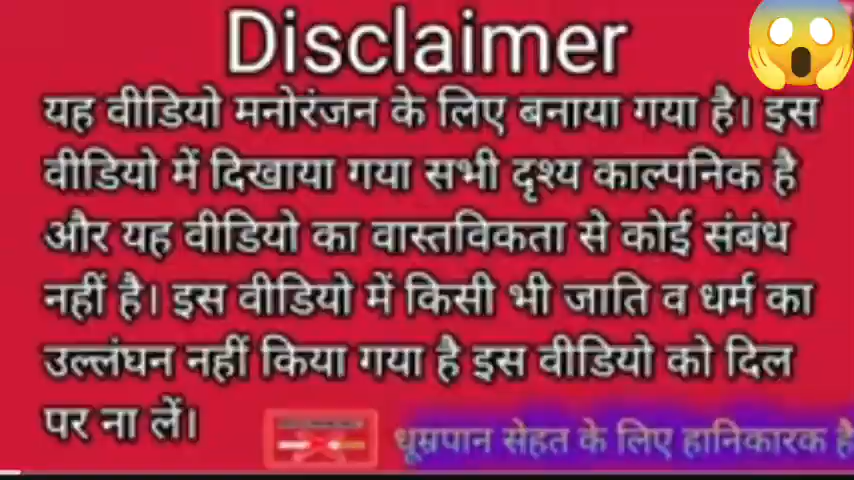 Disclaimer
यह वीडियो मनोरंजन के लिए बनाया गया है। इस
वीडियो में दिखाया गया सभी दृश्य काल्पनिक है
और यह वीडियो का वास्तविकता से कोई संबंध
नहीं है। इस वीडियो में किसी भी जाति व धर्म का
उल्लंघन नहीं किया गया है इस वीडियो को दिल
पर ना लें।
धूम्रपान सेहत के लिए हानिकारक है